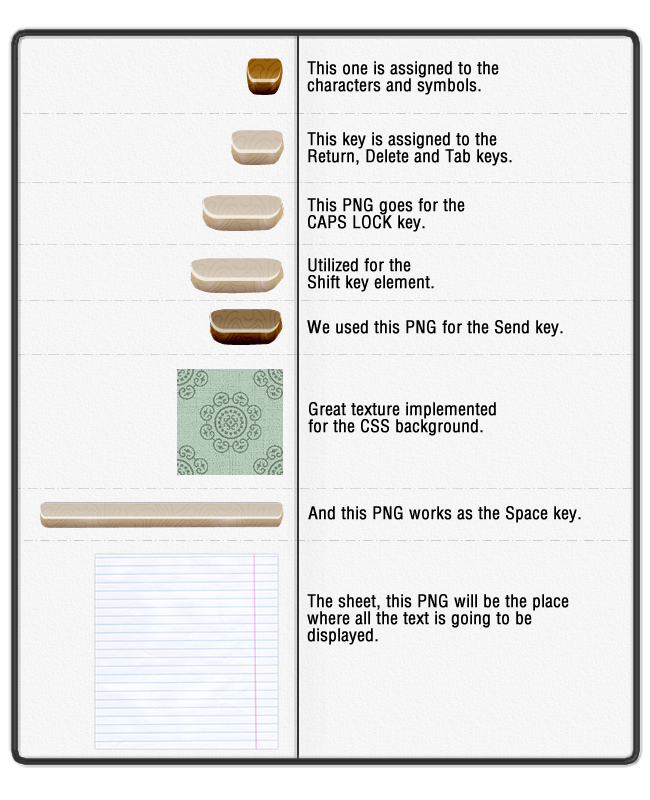 This one is assigned to the
characters and symbols.
This key is assigned to the
Return, Delete and Tab keys.
This PNG goes for the
CAPS LOCK key.
Utilized for the
Shift key element.
We used this PNG for the Send key.
Great texture implemented
for the CSS background.
And this PNG works as the Space key.
The sheet, this PNG will be the place
where all the text is going to be
displayed.